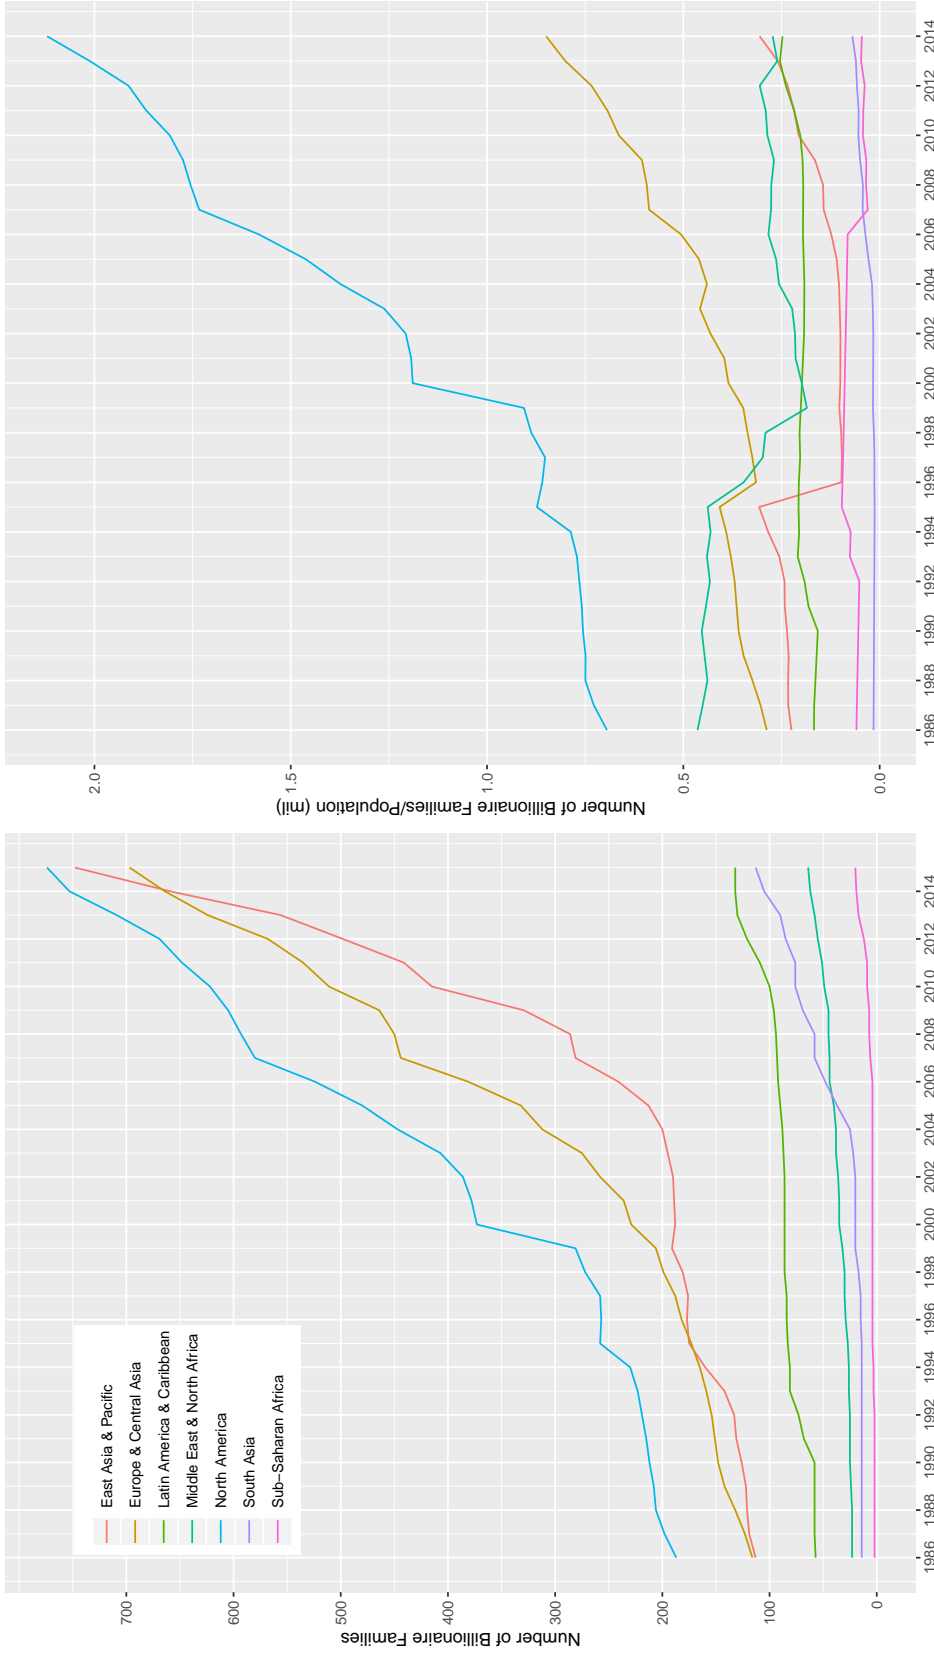 Number of Billionaire Families
700
600
500
400
300
200
100
0
East Asia & Pacific
Europe & Central Asia
Latin America & Caribbean
Middle East & North Africa
North America
South Asia
Sub−Saharan Africa
1986 1988 1990 1992 1994 1996 1998 2000 2002 2004 2006 2008 2010 2012 2014
Number of Billionaire Families/Population (mil)
2.0
1.5
1.0
0.5
0.0
1986 1988 1990 1992 1994 1996 1998 2000 2002 2004 2006 2008 2010 2012 2014